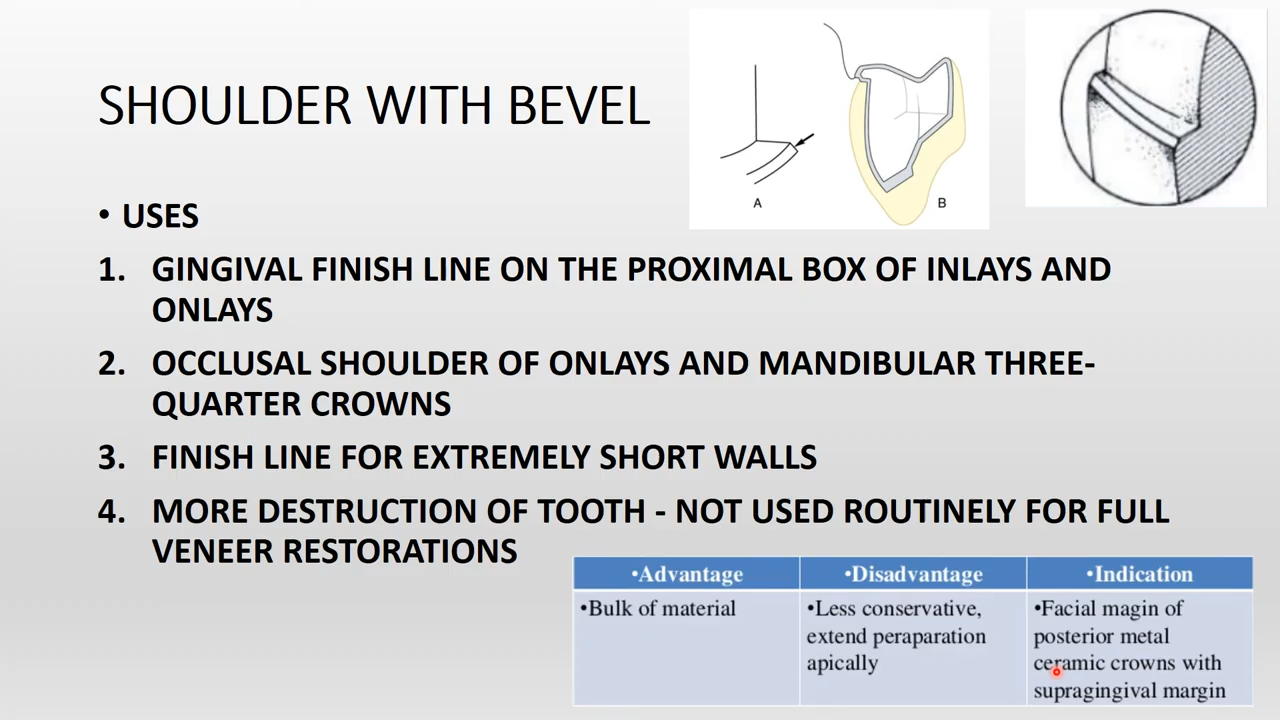 SHOULDER WITH BEVEL
A
B
• USES
1. GINGIVAL FINISH LINE ON THE PROXIMAL BOX OF INLAYS AND
ONLAYS
2. OCCLUSAL SHOULDER OF ONLAYS AND MANDIBULAR THREE-
QUARTER CROWNS
3. FINISH LINE FOR EXTREMELY SHORT WALLS
4. MORE DESTRUCTION OF TOOTH - NOT USED ROUTINELY FOR FULL
VENEER RESTORATIONS
•Advantage
•Disadvantage
•Indication
•Bulk of material
•Less conservative,
extend peraparation
apically
•Facial magin of
posterior metal
ceramic crowns with
supragingival margin